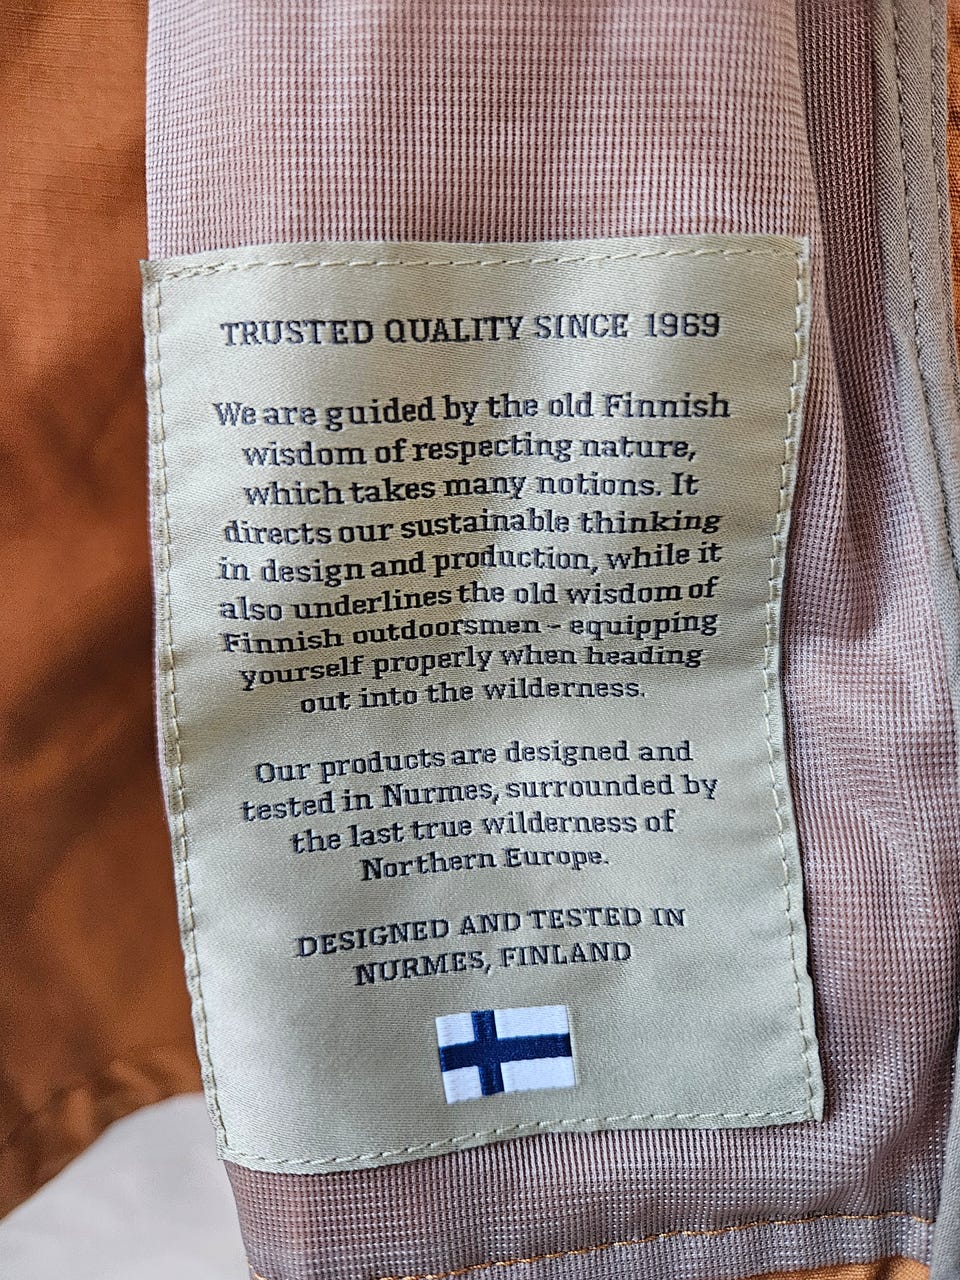 TRUSTED QUALITY SINCE 1969
We are guided by the old Finnish
wisdom of respecting nature,
which takes many notions. It
directs our sustainable thinking
in design and production, while it
also underlines the old wisdom of
Finnish outdoorsmen - equipping
yourself properly when heading
out into the wilderness.
Our products are designed and
tested in Nurmes, surrounded by
the last true wilderness of
Northern Europe.
DESIGNED AND TESTED IN
NURMES, FINLAND